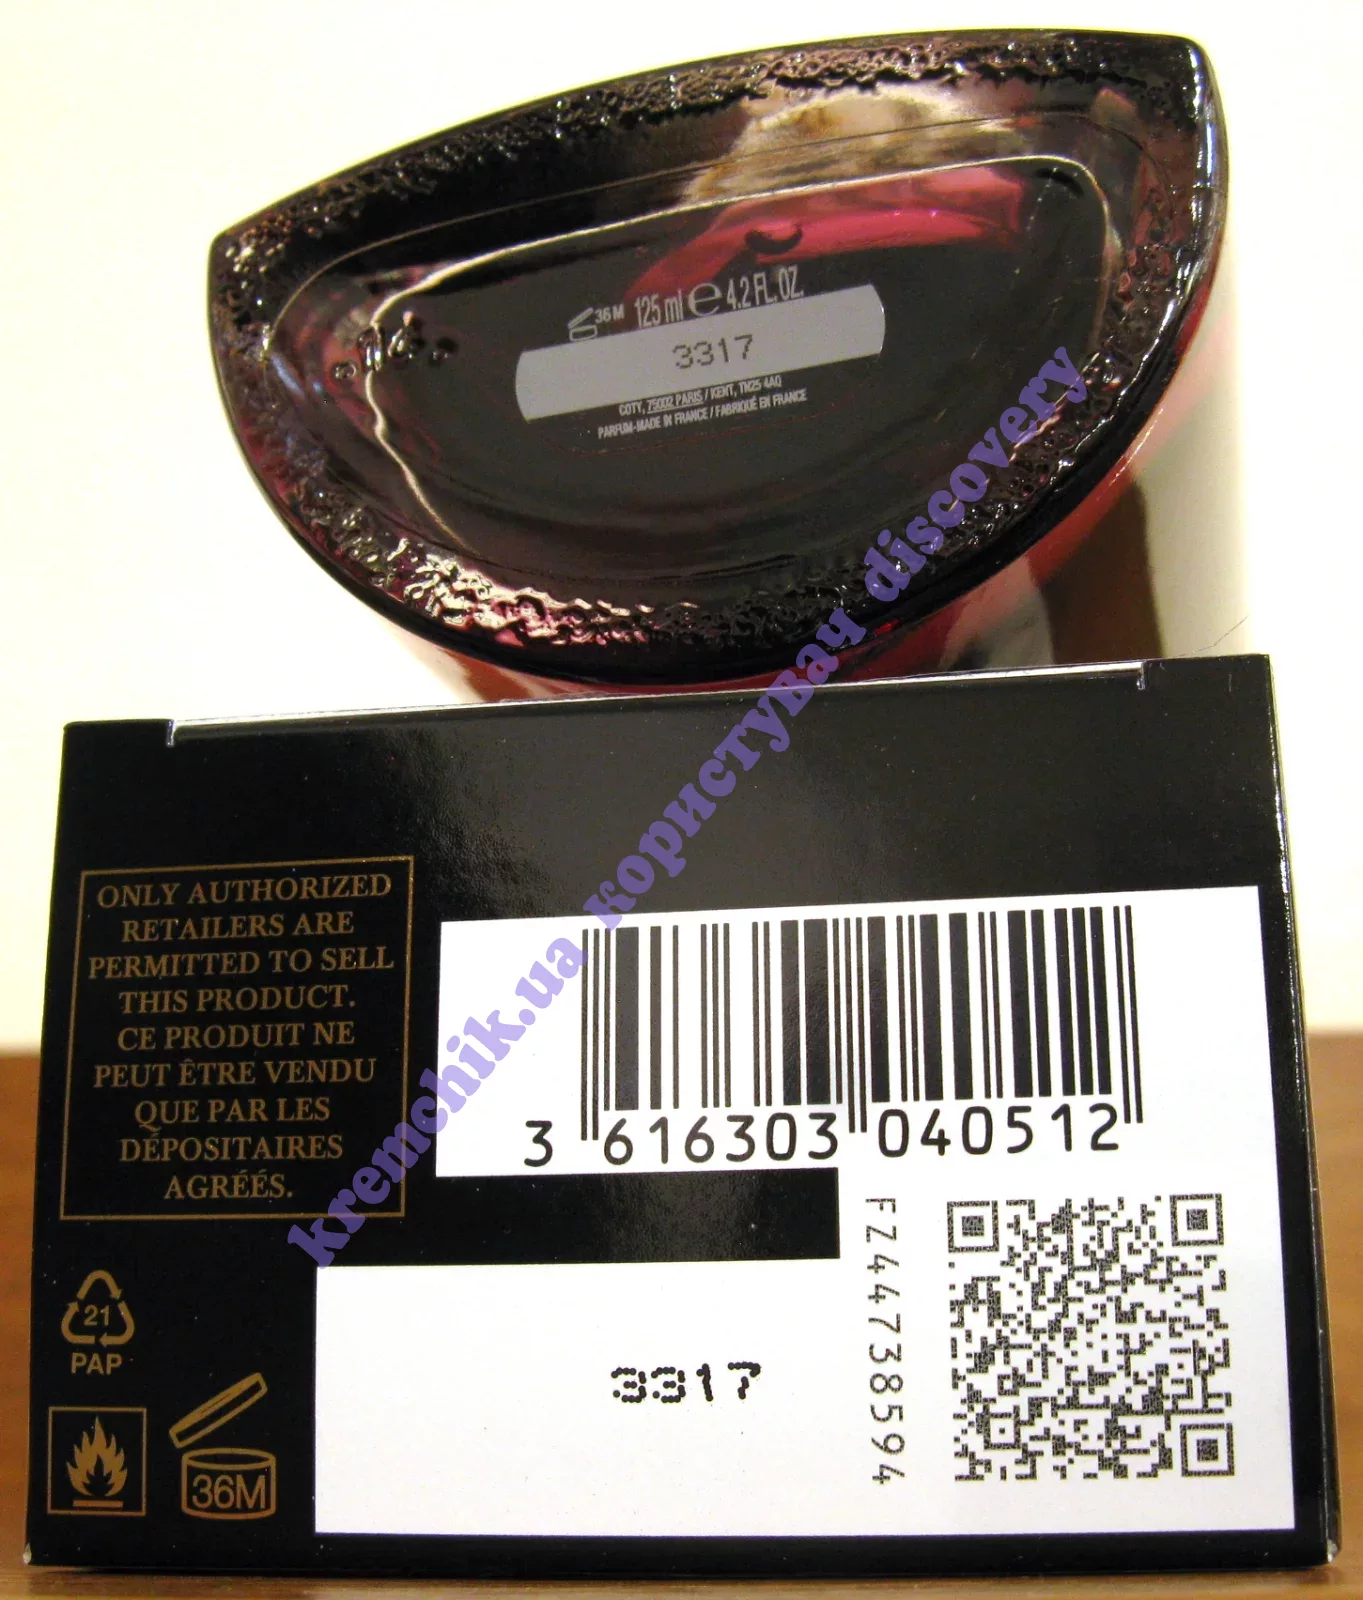 36M 125 ml e 4.2 FL. OZ.
3317
COTY, 75002 PARIS / KENT, TN25 4AQ
PARFUM-MADE IN FRANCE / FABRIQUÉ EN FRANCE
ONLY AUTHORIZED
RETAILERS ARE
PERMITTED TO SELL
THIS PRODUCT.
CE PRODUIT NE
PEUT ÊTRE VENDU
QUE PAR LES
DÉPOSITAIRES
AGRÉÉS.
21
PAP
36M
3 616303 040512
FZ44738594
3317
kremchik.ua користувач discovery